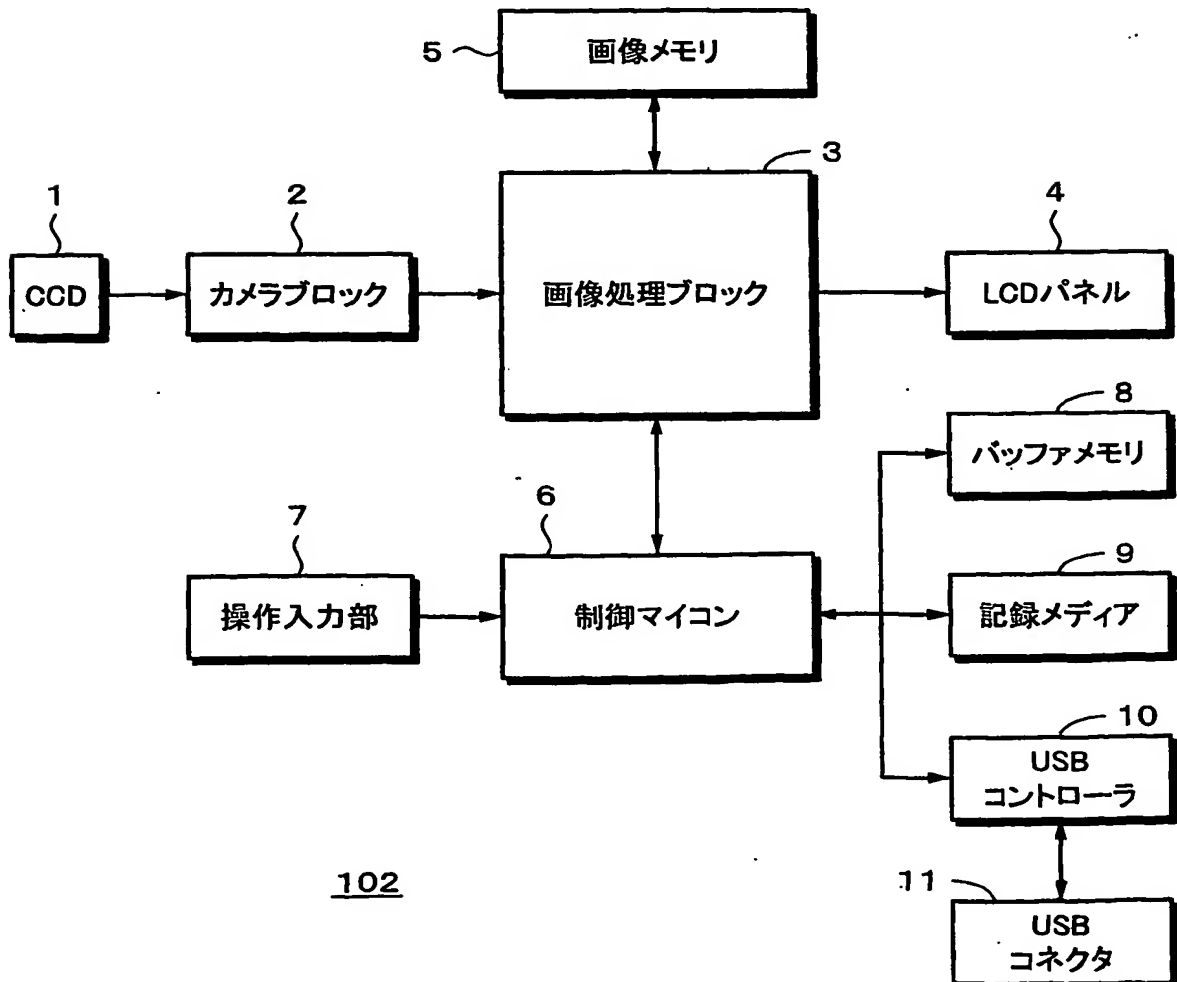 5
画像メモリ
3
1
2
4
CCD
カメラブロック
画像処理ブロック
LCDパネル
8
バッファメモリ
7
6
9
操作入力部
制御マイコン
記録メディア
10
USB
コントローラ
102
11
USB
コネクタ